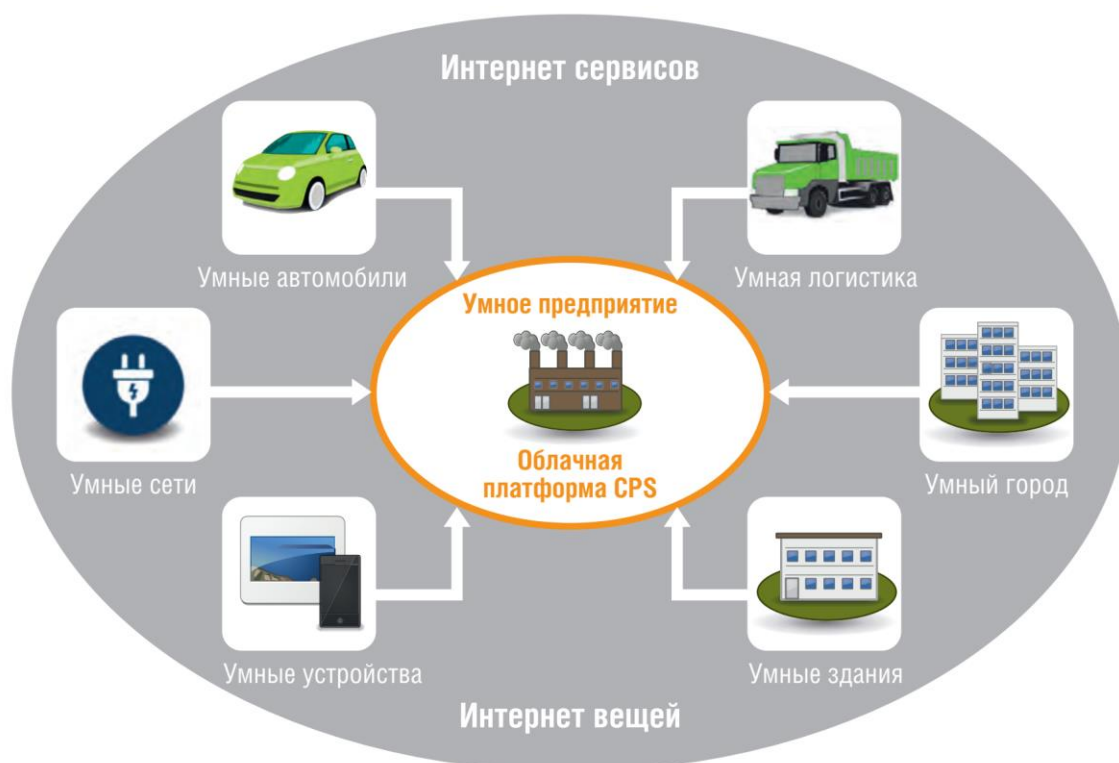 Интернет сервисов
Умные автомобили
Умная логистика
Умное предприятие
Умные сети
Облачная
платформа CPS
Умный город
Умные устройства
Умные здания
Интернет вещей